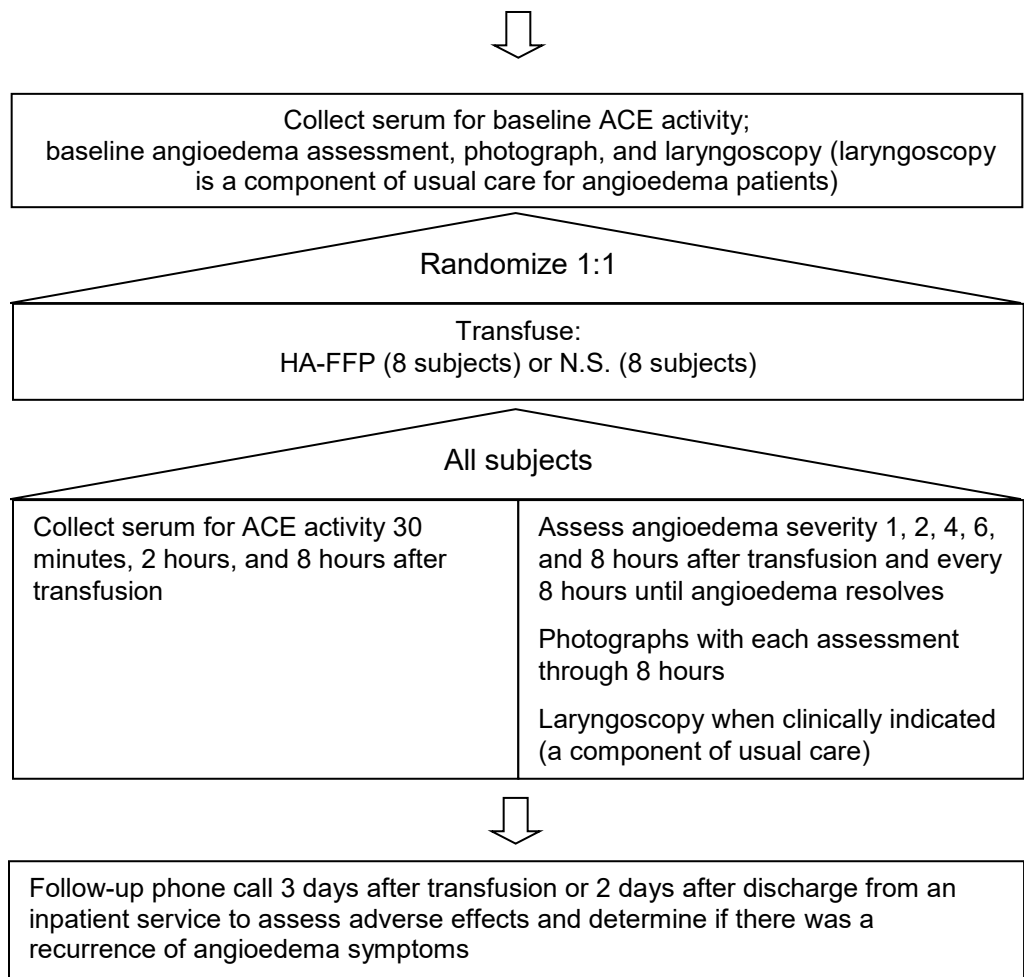 Collect serum for baseline ACE activity;
baseline angioedema assessment, photograph, and laryngoscopy (laryngoscopy
is a component of usual care for angioedema patients)
Randomize 1:1
Transfuse:
HA-FFP (8 subjects) or N.S. (8 subjects)
All subjects
Collect serum for ACE activity 30
minutes, 2 hours, and 8 hours after
transfusion
Assess angioedema severity 1, 2, 4, 6,
and 8 hours after transfusion and every
8 hours until angioedema resolves
Photographs with each assessment
through 8 hours
Laryngoscopy when clinically indicated
(a component of usual care)
Follow-up phone call 3 days after transfusion or 2 days after discharge from an
inpatient service to assess adverse effects and determine if there was a
recurrence of angioedema symptoms